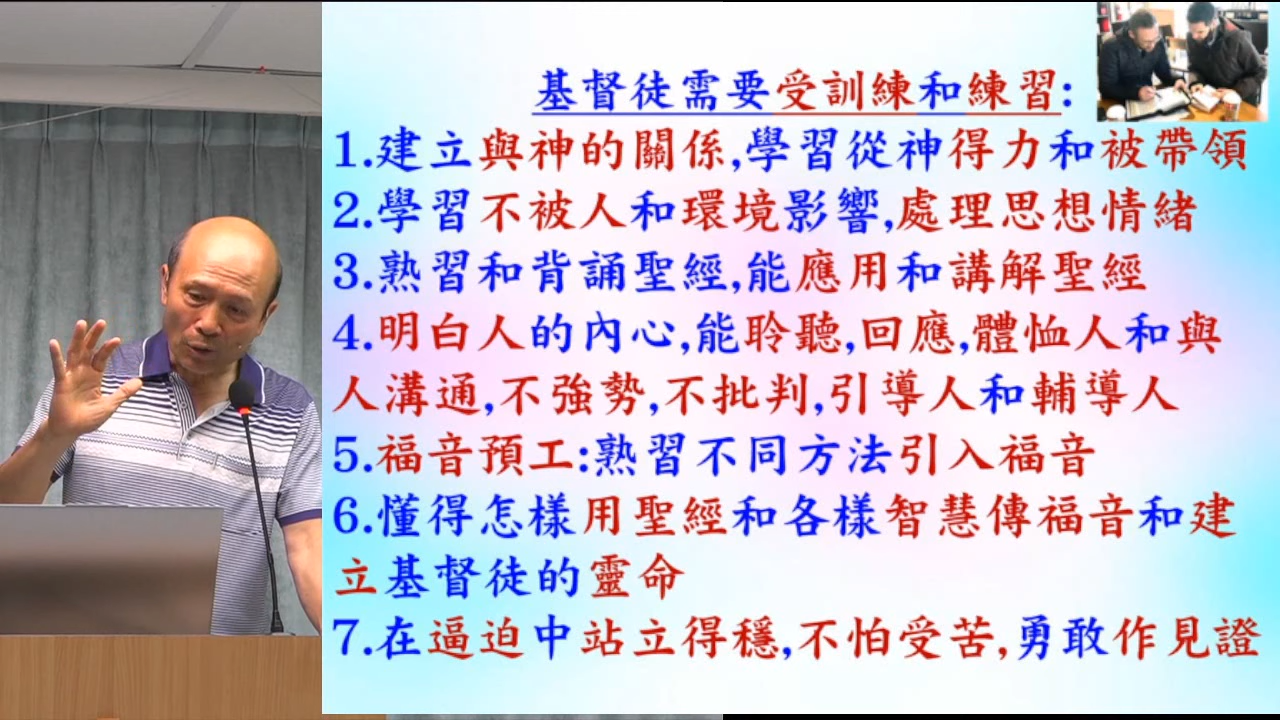 基督徒需要受訓練和練習:
1.建立與神的關係,學習從神得力和被帶領
2.學習不被人和環境影響,處理思想情緒
3.熟習和背誦聖經,能應用和講解聖經
4.明白人的內心,能聆聽,回應,體恤人和與
人溝通,不強勢,不批判,引導人和輔導人
5.福音預工:熟習不同方法引入福音
6.懂得怎樣用聖經和各樣智慧傳福音和建
立基督徒的靈命
7.在逼迫中站立得穩,不怕受苦,勇敢作見證